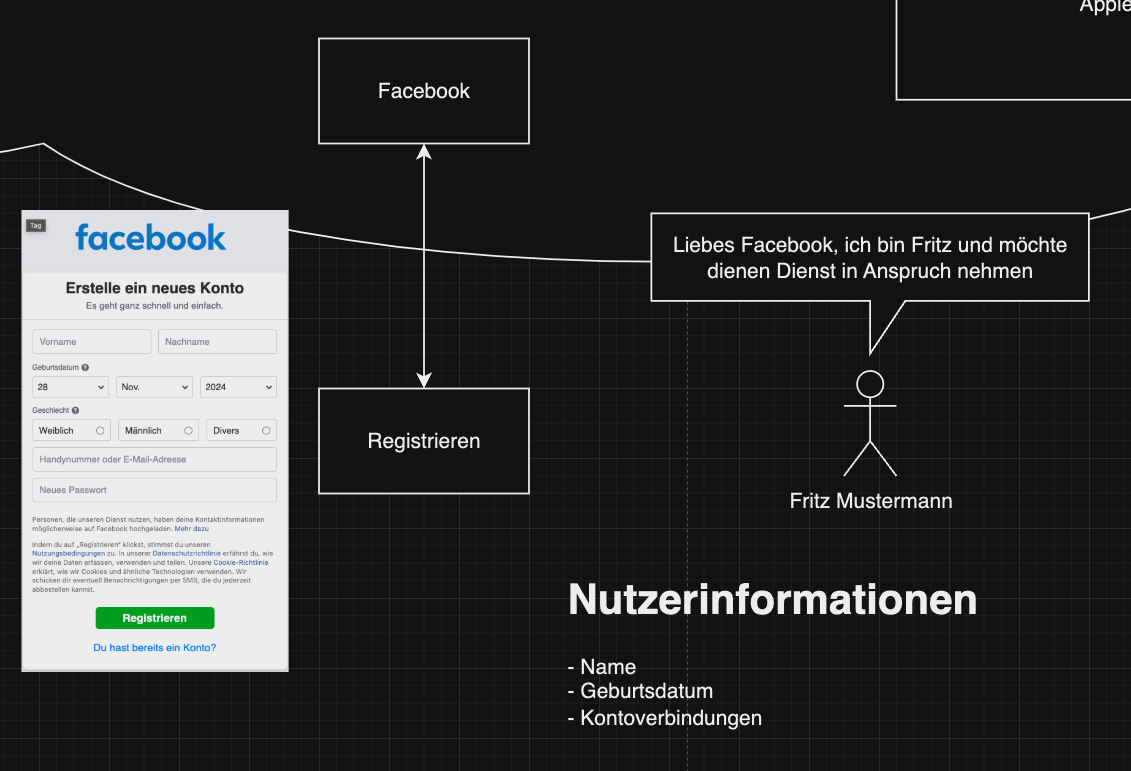 Apple
Facebook
Tag
facebook
Erstelle ein neues Konto
Es geht ganz schnell und einfach.
Vorname
Nachname
Geburtsdatum
28
Nov.
2024
Geschlecht
Weiblich
Männlich
Divers
Handynummer oder E-Mail-Adresse
Neues Passwort
Personen, die unseren Dienst nutzen, haben deine Kontaktinformationen
möglicherweise auf Facebook hochgeladen. Mehr dazu
Indem du auf „Registrieren“ klickst, stimmst du unseren
Nutzungsbedingungen zu. In unserer Datenschutzrichtlinie erfährst du, wie
wir deine Daten erfassen, verwenden und teilen. Unsere Cookie-Richtlinie
erklärt, wie wir Cookies und ähnliche Technologien verwenden. Wir
schicken dir eventuell Benachrichtigungen per SMS, die du jederzeit
abbestellen kannst.
Registrieren
Du hast bereits ein Konto?
Registrieren
Liebes Facebook, ich bin Fritz und möchte
dienen Dienst in Anspruch nehmen
Fritz Mustermann
Nutzerinformationen
- Name
- Geburtsdatum
- Kontoverbindungen